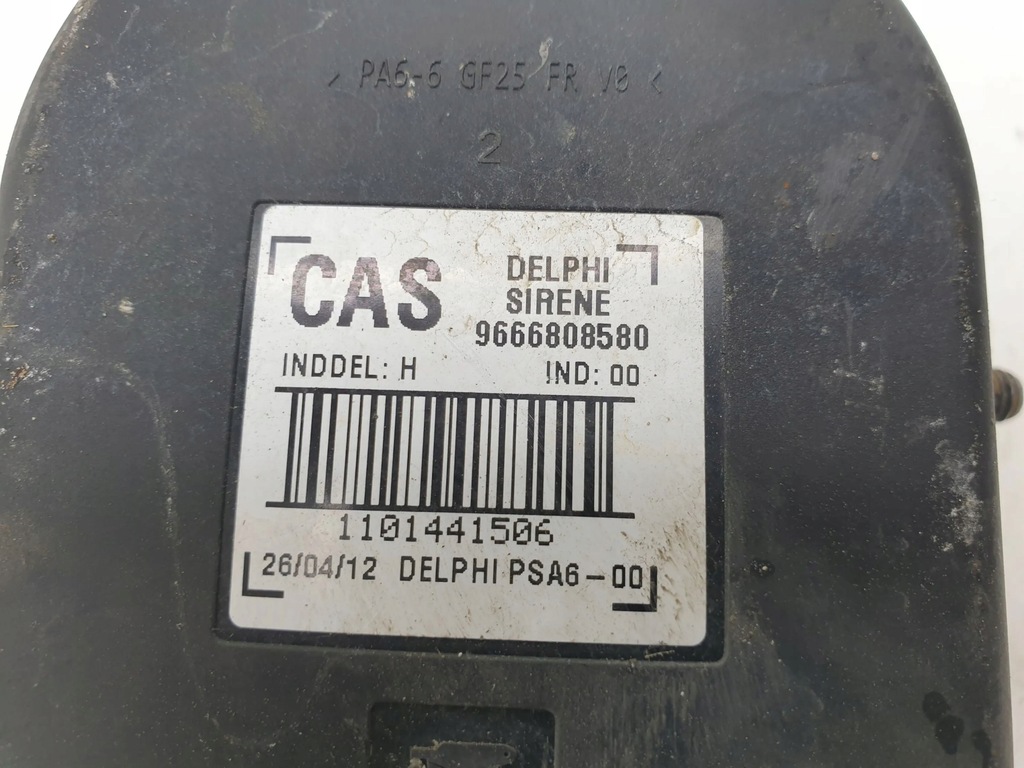 > PA6-6 GF25 FR V0 <
2
CAS
DELPHI
SIRENE
9666808580
INDDEL: H IND: 00
1101441506
26/04/12 DELPHI PSA6-00